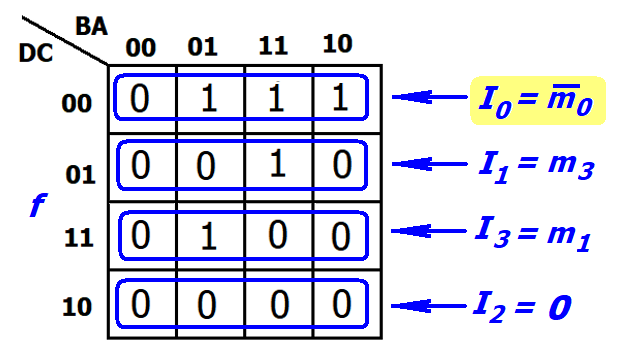 BA
DC 00 01 11 10
00 0 1 1 1 I₀ = m̅₀
01 0 0 1 0 I₁ = m₃
f
11 0 1 0 0 I₃ = m₁
10 0 0 0 0 I₂ = 0